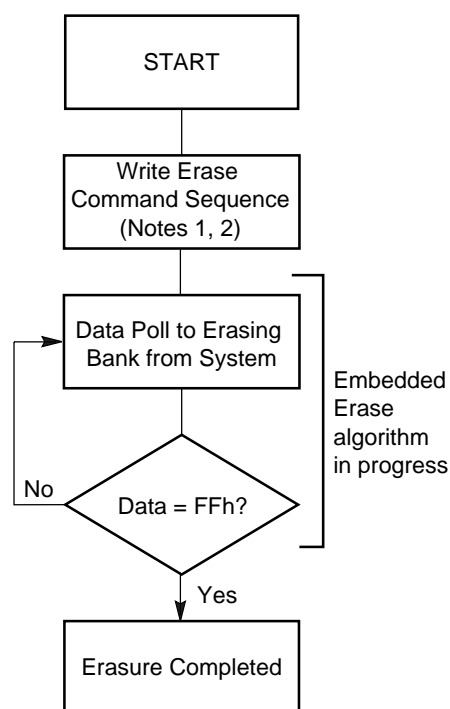 START
Write Erase
Command Sequence
(Notes 1, 2)
Data Poll to Erasing
Bank from System
Embedded
Erase
algorithm
in progress
No
Data = FFh?
Yes
Erasure Completed